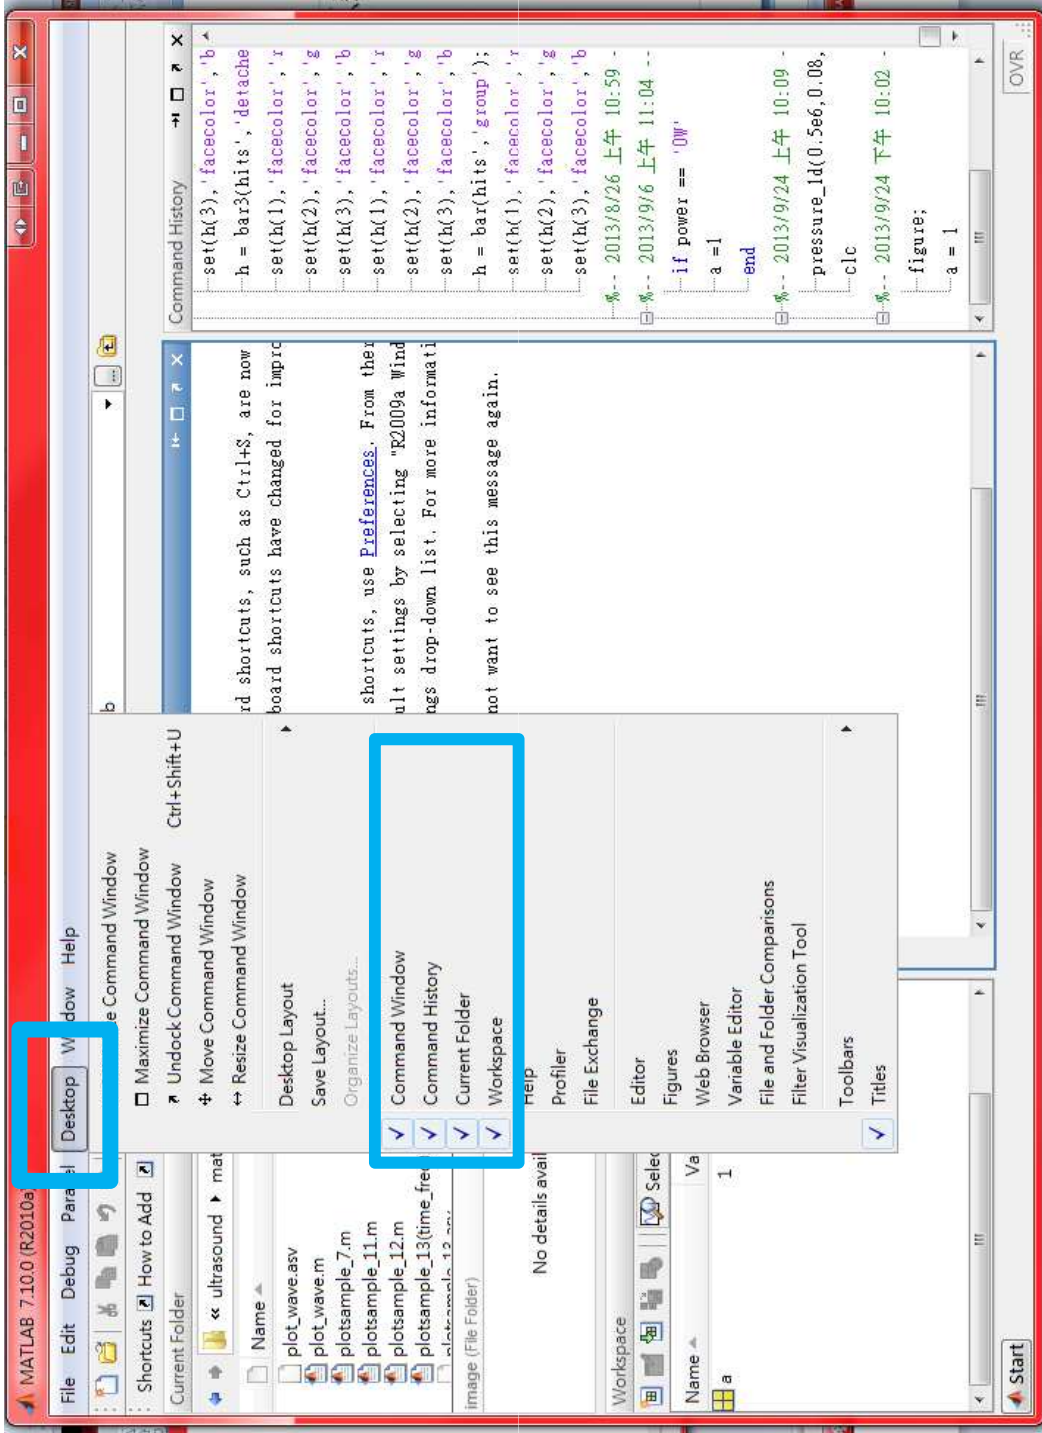 MATLAB 7.10.0 (R2010a)
File Edit Debug Desktop Window Help
Shortcuts How to Add
Current Folder
« ultrasound ▸ mat
Name
plot_wave.asv
plot_wave.m
plotsample_7.m
plotsample_11.m
plotsample_12.m
plotsample_13(time_freq
image (File Folder)
No details avail
Workspace
Selec
Name Va
a 1
Start
e Command Window
Maximize Command Window
Undock Command Window Ctrl+Shift+U
Move Command Window
Resize Command Window
Desktop Layout
Save Layout...
Organize Layouts...
Command Window
Command History
Current Folder
Workspace
Help
Profiler
File Exchange
Editor
Figures
Web Browser
Variable Editor
File and Folder Comparisons
Filter Visualization Tool
Toolbars
Titles
b
rd shortcuts, such as Ctrl+S, are now
board shortcuts have changed for impro
shortcuts, use Preferences. From ther
ult settings by selecting "R2009a Wind
ngs drop-down list. For more informati
not want to see this message again.
Command History
set(h(3),'facecolor','b
h = bar3(hits,'detache
set(h(1),'facecolor','r
set(h(2),'facecolor','g
set(h(3),'facecolor','b
set(h(1),'facecolor','r
set(h(2),'facecolor','g
set(h(3),'facecolor','b
h = bar(hits,'group');
set(h(1),'facecolor','r
set(h(2),'facecolor','g
set(h(3),'facecolor','b
%-- 2013/8/26 上午 10:59 -
%-- 2013/9/6 上午 11:04 --
if power == 'OW'
a =1
end
%-- 2013/9/24 上午 10:09 -
pressure_1d(0.5e6,0.08,
clc
%-- 2013/9/24 下午 10:02 -
figure;
a = 1
OVR